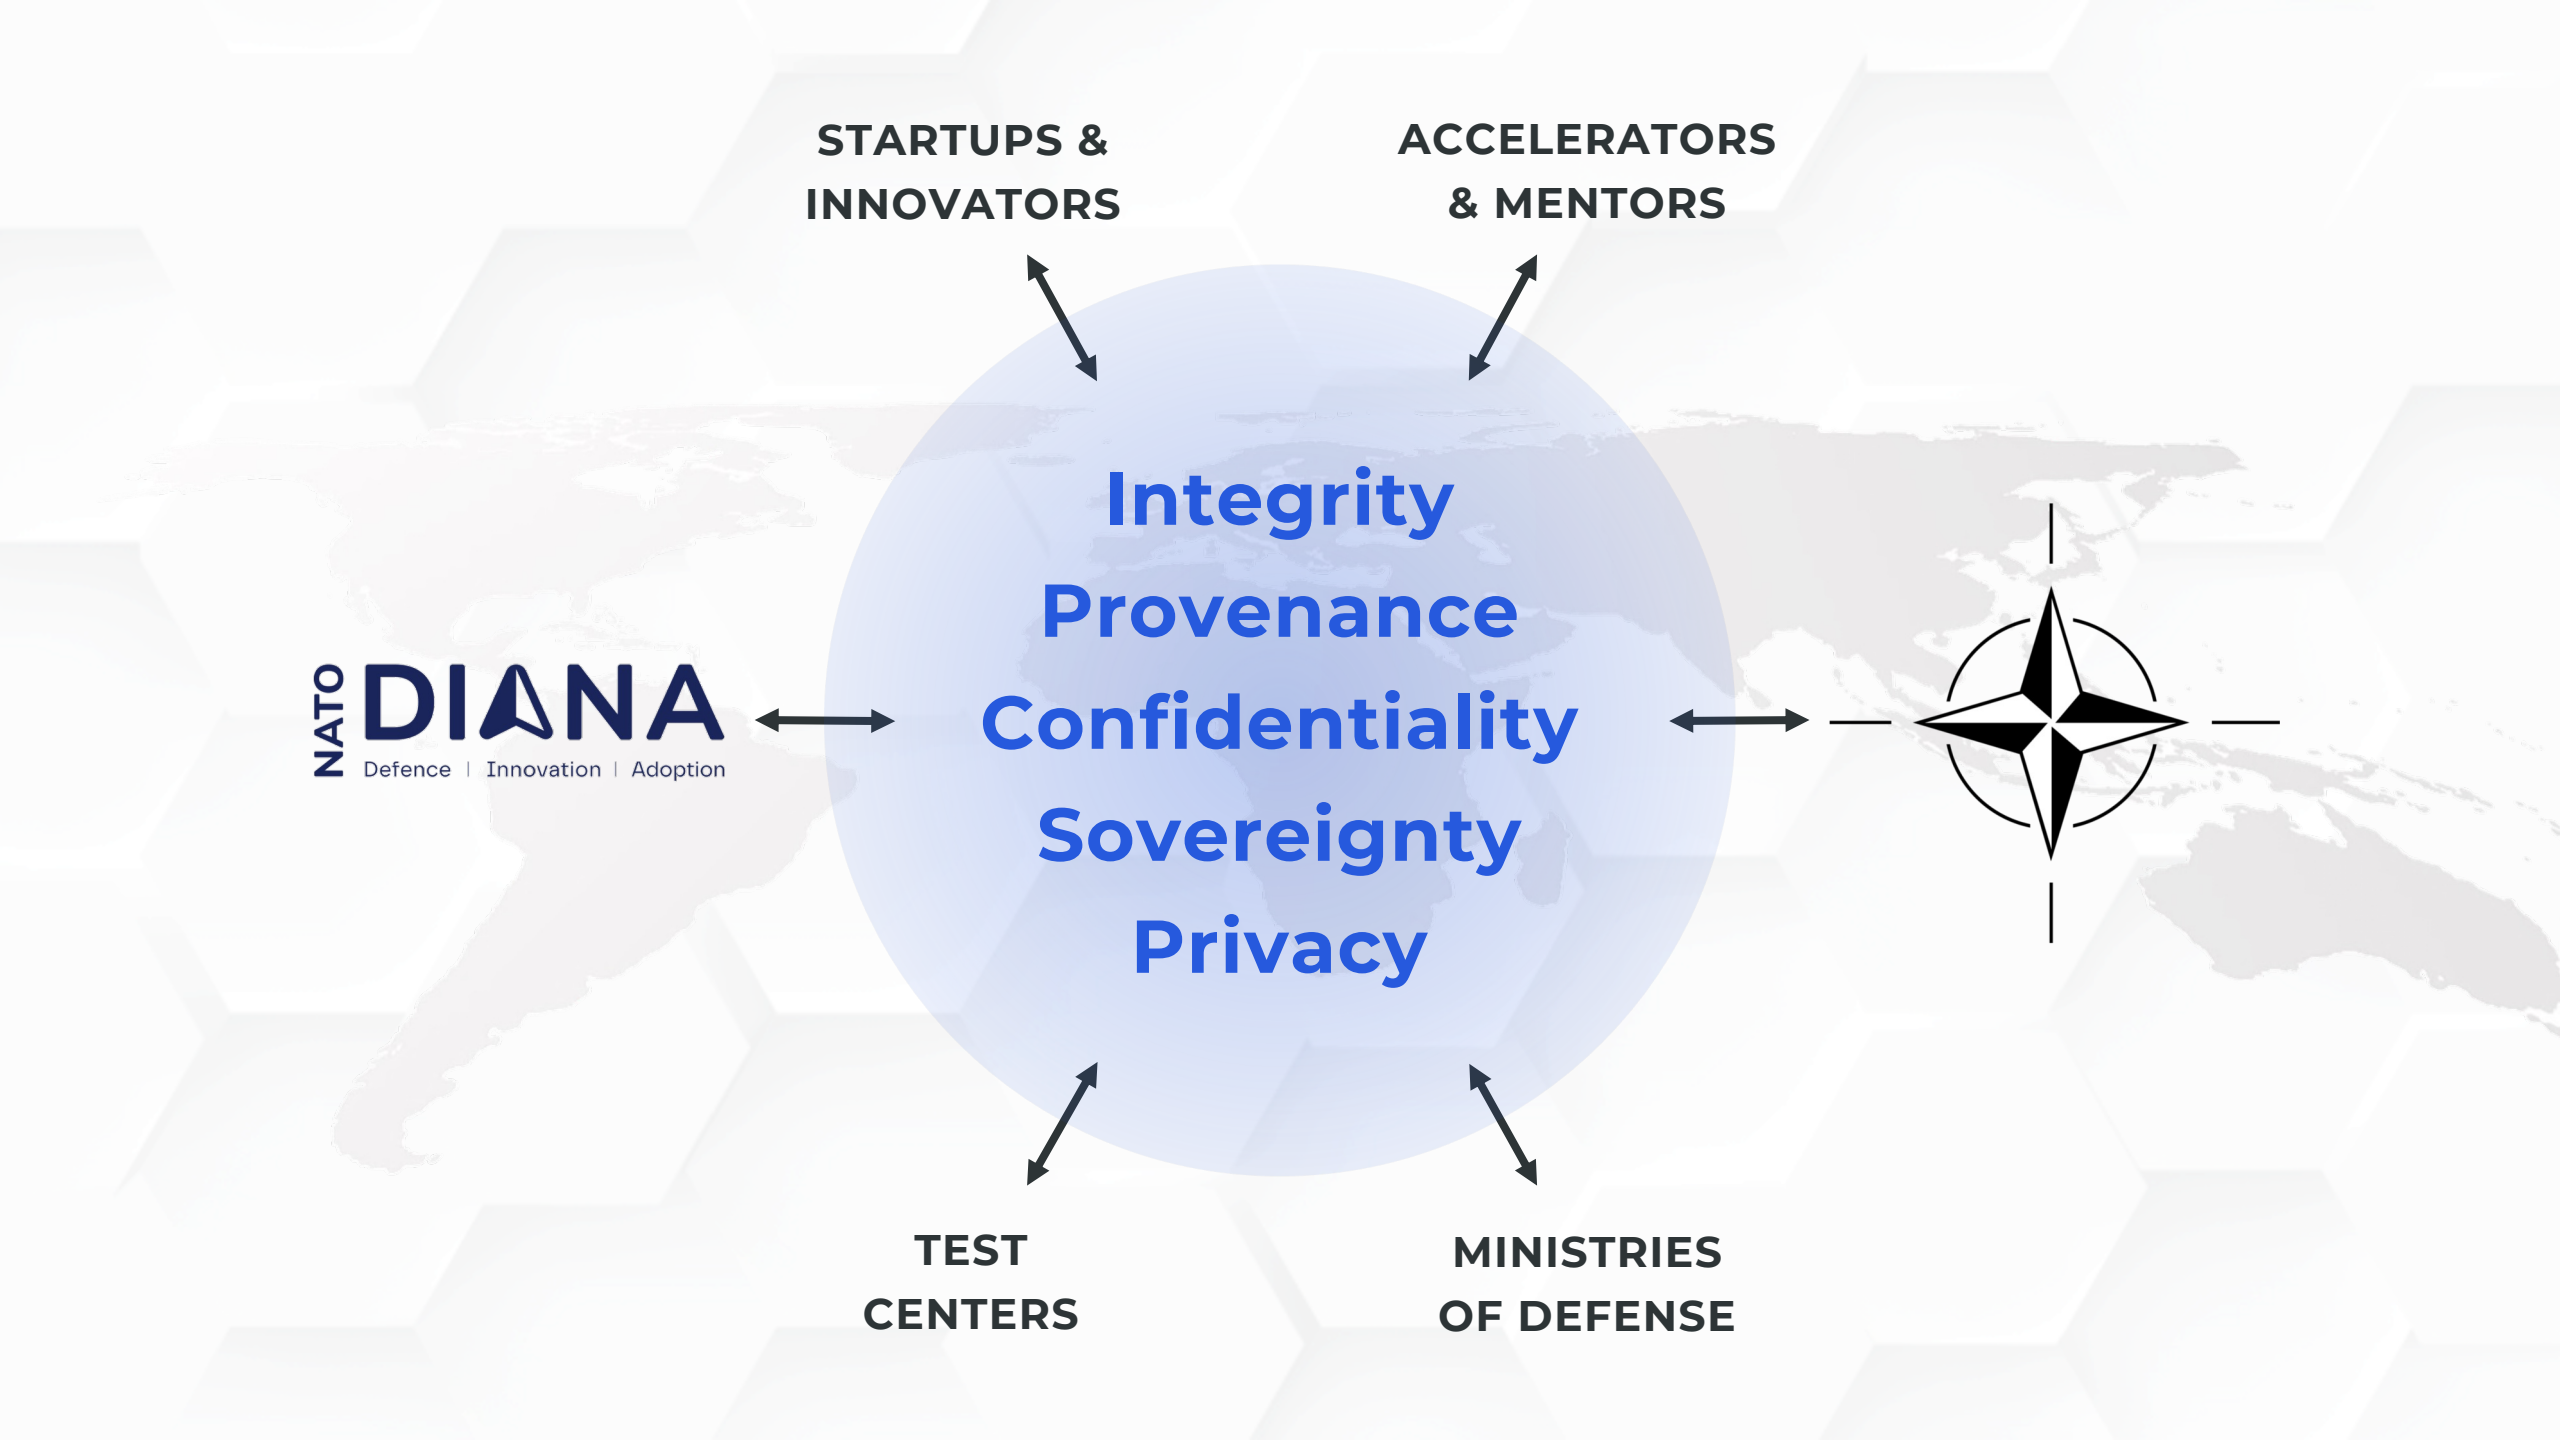 STARTUPS &
INNOVATORS
ACCELERATORS
& MENTORS
Integrity
Provenance
Confidentiality
Sovereignty
Privacy
NATO
DIANA
Defence | Innovation | Adoption
TEST
CENTERS
MINISTRIES
OF DEFENSE